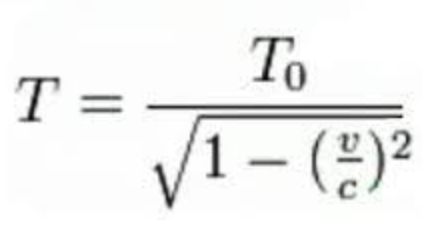 T = T₀ / √(1 − (v/c)²)